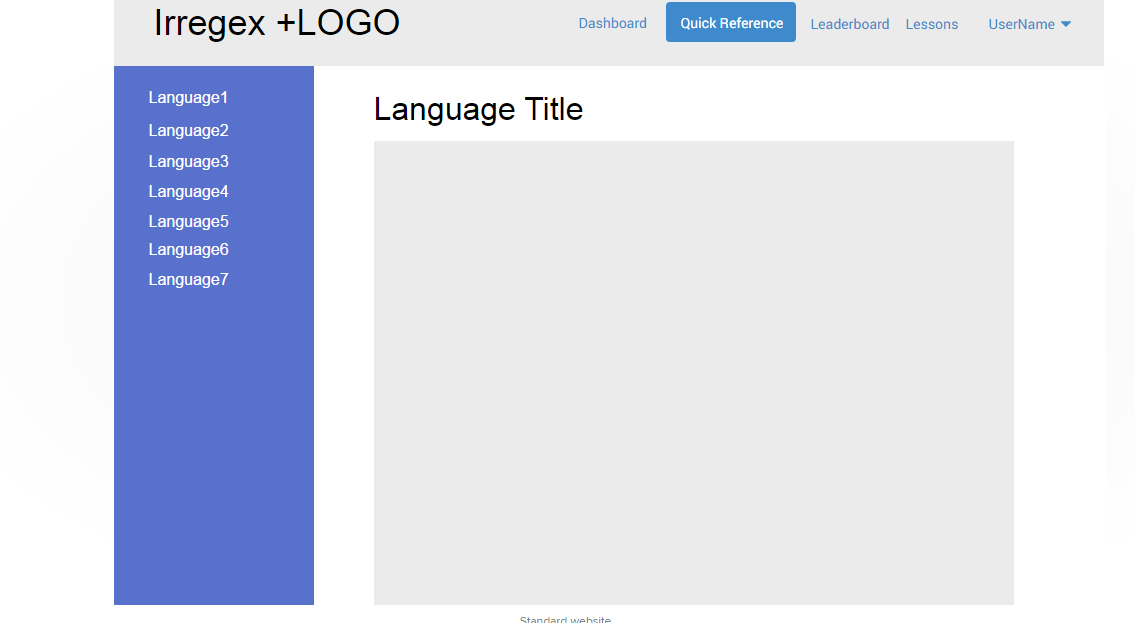 Irregex +LOGO
Dashboard Quick Reference Leaderboard Lessons UserName
Language1
Language2
Language3
Language4
Language5
Language6
Language7
Language Title
Standard website